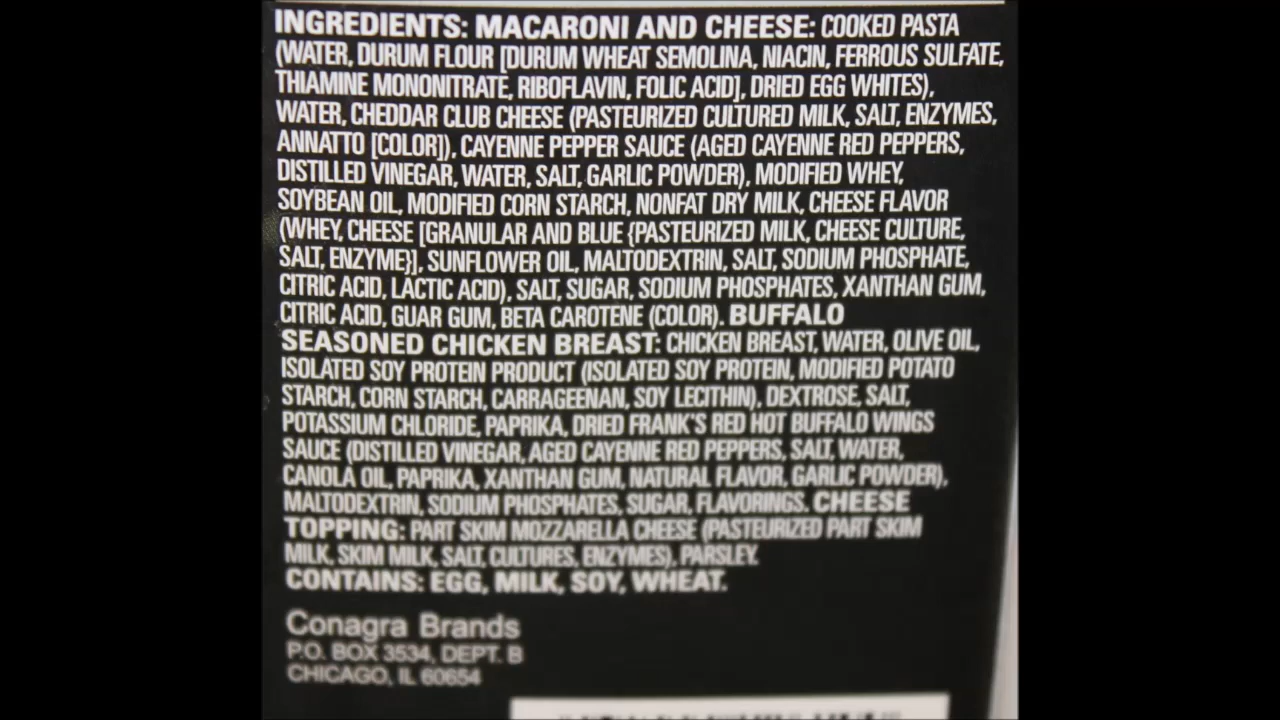 INGREDIENTS: MACARONI AND CHEESE: COOKED PASTA
(WATER, DURUM FLOUR [DURUM WHEAT SEMOLINA, NIACIN, FERROUS SULFATE,
THIAMINE MONONITRATE, RIBOFLAVIN, FOLIC ACID], DRIED EGG WHITES),
WATER, CHEDDAR CLUB CHEESE (PASTEURIZED CULTURED MILK, SALT, ENZYMES,
ANNATTO [COLOR]), CAYENNE PEPPER SAUCE (AGED CAYENNE RED PEPPERS,
DISTILLED VINEGAR, WATER, SALT, GARLIC POWDER), MODIFIED WHEY,
SOYBEAN OIL, MODIFIED CORN STARCH, NONFAT DRY MILK, CHEESE FLAVOR
(WHEY, CHEESE [GRANULAR AND BLUE {PASTEURIZED MILK, CHEESE CULTURE,
SALT, ENZYME}], SUNFLOWER OIL, MALTODEXTRIN, SALT, SODIUM PHOSPHATE,
CITRIC ACID, LACTIC ACID), SALT, SUGAR, SODIUM PHOSPHATES, XANTHAN GUM,
CITRIC ACID, GUAR GUM, BETA CAROTENE (COLOR). BUFFALO
SEASONED CHICKEN BREAST: CHICKEN BREAST, WATER, OLIVE OIL,
ISOLATED SOY PROTEIN PRODUCT (ISOLATED SOY PROTEIN, MODIFIED POTATO
STARCH, CORN STARCH, CARRAGEENAN, SOY LECITHIN), DEXTROSE, SALT,
POTASSIUM CHLORIDE, PAPRIKA, DRIED FRANK'S RED HOT BUFFALO WINGS
SAUCE (DISTILLED VINEGAR, AGED CAYENNE RED PEPPERS, SALT, WATER,
CANOLA OIL, PAPRIKA, XANTHAN GUM, NATURAL FLAVOR, GARLIC POWDER),
MALTODEXTRIN, SODIUM PHOSPHATES, SUGAR, FLAVORINGS. CHEESE
TOPPING: PART SKIM MOZZARELLA CHEESE (PASTEURIZED PART SKIM
MILK, SKIM MILK, SALT, CULTURES, ENZYMES), PARSLEY.
CONTAINS: EGG, MILK, SOY, WHEAT.
Conagra Brands
P.O. BOX 3534, DEPT. B
CHICAGO, IL 60654